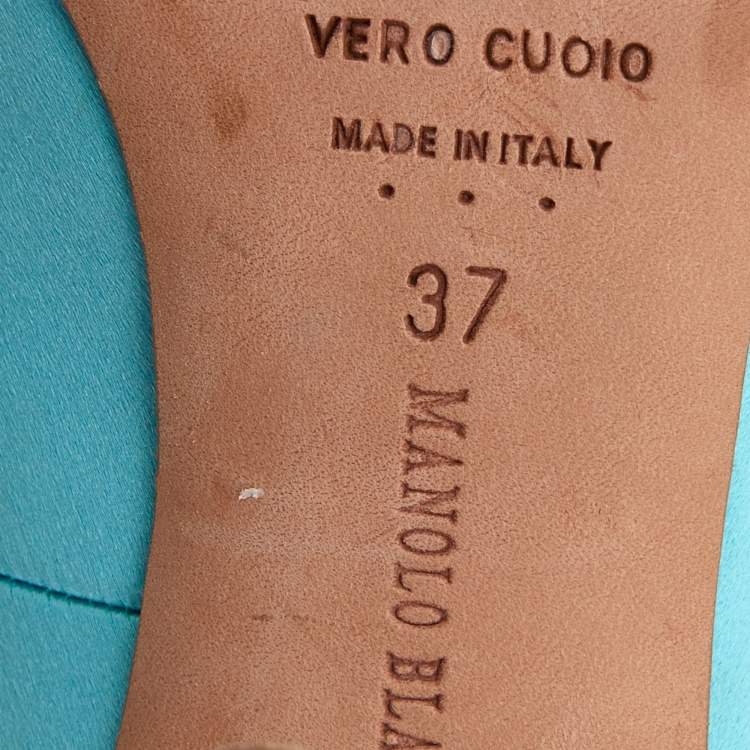 VERO CUOIO
MADE IN ITALY
37
MANOLO BLA